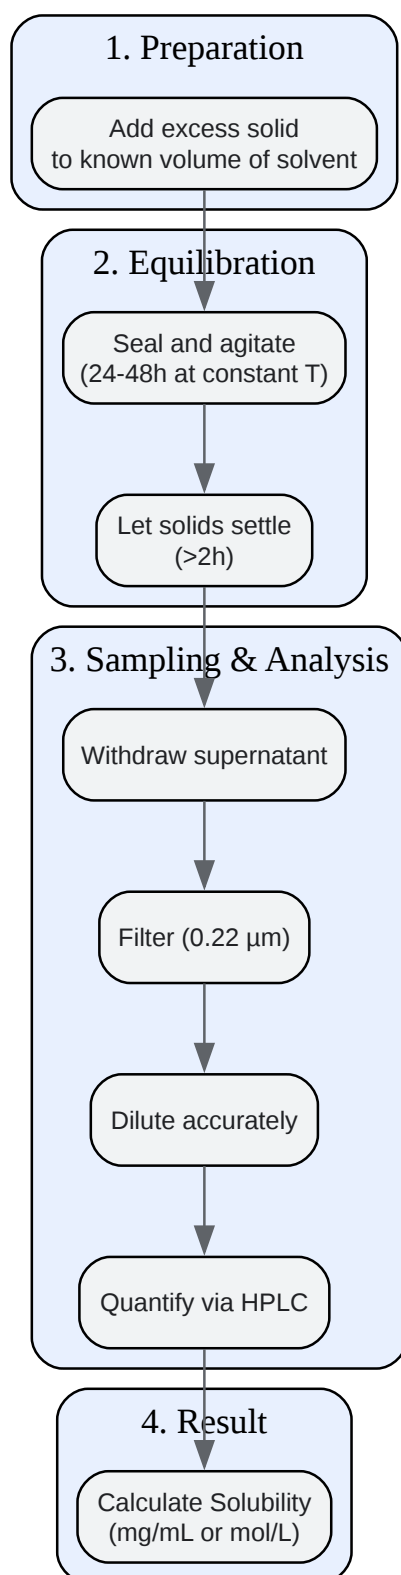 1. Preparation
Add excess solid
to known volume of solvent
2. Equilibration
Seal and agitate
(24-48h at constant T)
Let solids settle
(>2h)
3. Sampling & Analysis
Withdraw supernatant
Filter (0.22 µm)
Dilute accurately
Quantify via HPLC
4. Result
Calculate Solubility
(mg/mL or mol/L)